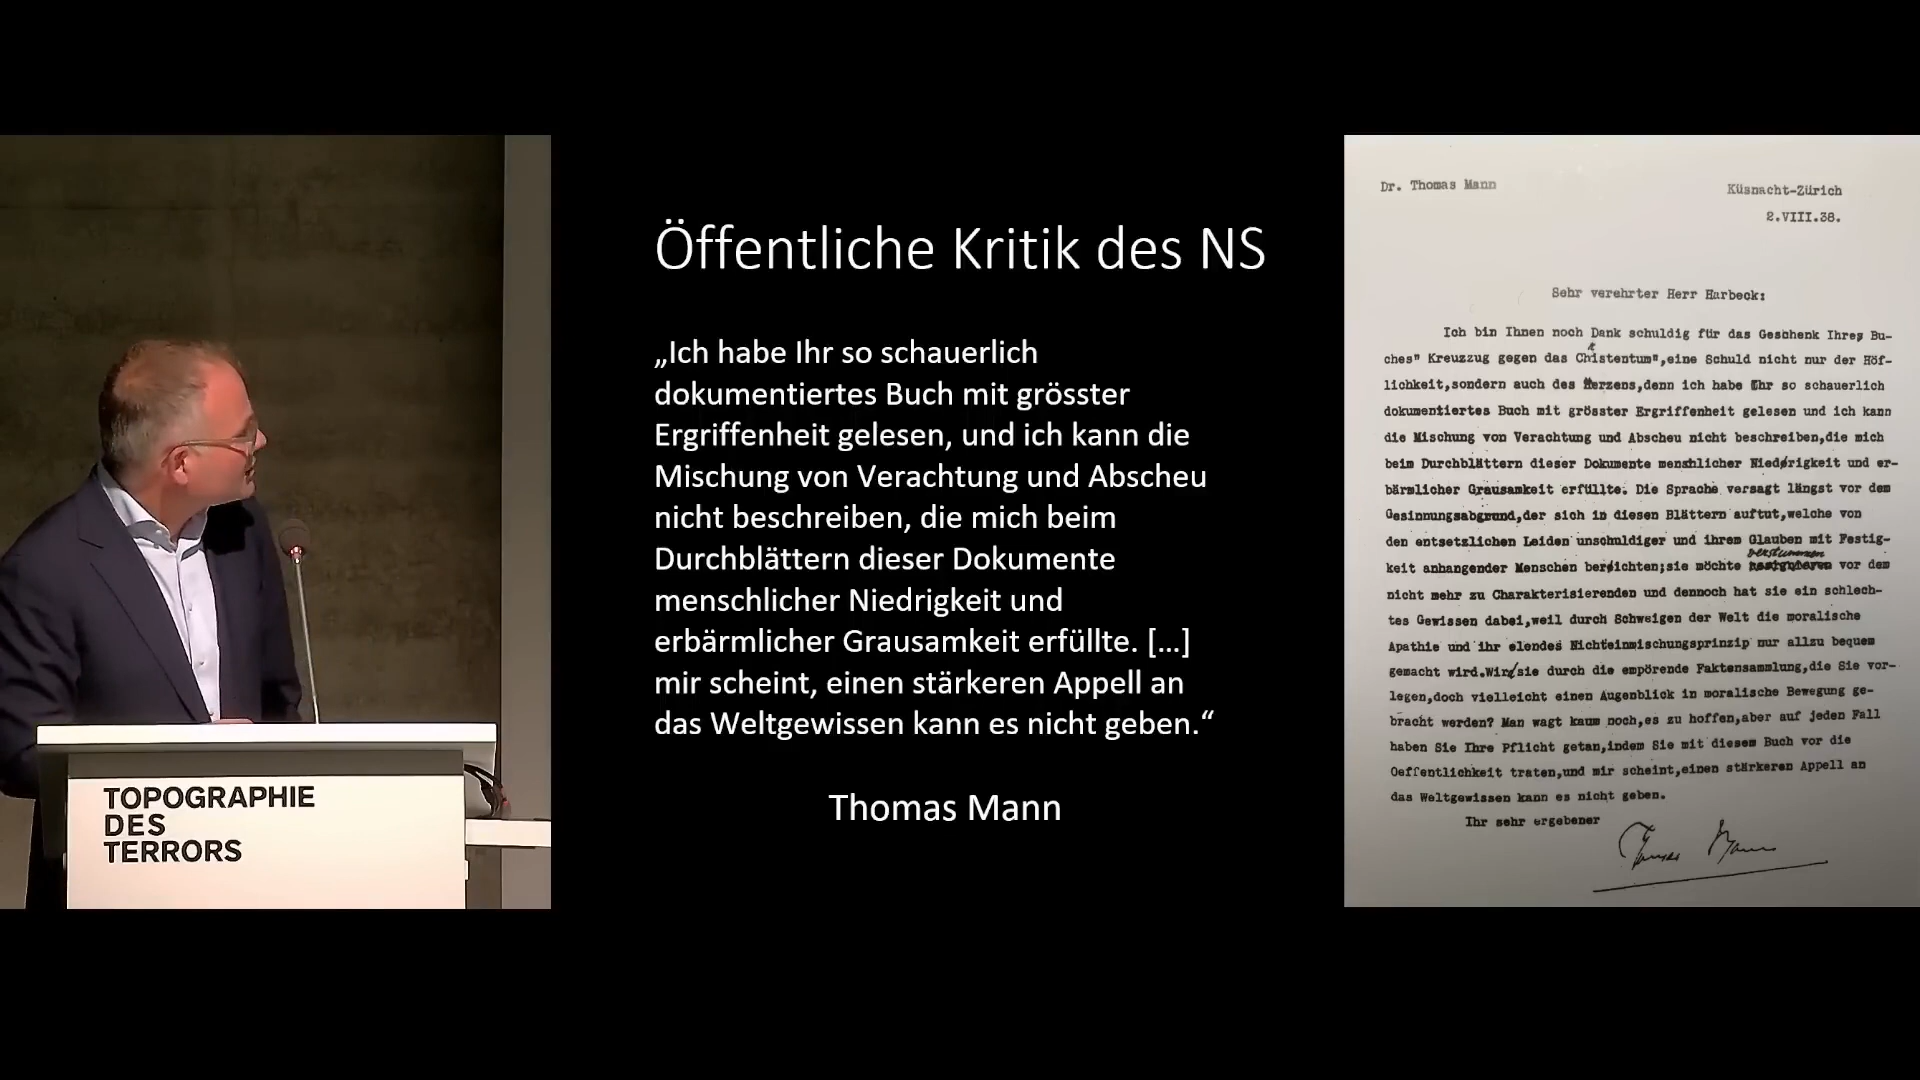 TOPOGRAPHIE
DES
TERRORS
Öffentliche Kritik des NS
„Ich habe Ihr so schauerlich
dokumentiertes Buch mit grösster
Ergriffenheit gelesen, und ich kann die
Mischung von Verachtung und Abscheu
nicht beschreiben, die mich beim
Durchblättern dieser Dokumente
menschlicher Niedrigkeit und
erbärmlicher Grausamkeit erfüllte. […]
mir scheint, einen stärkeren Appell an
das Weltgewissen kann es nicht geben.“
Thomas Mann
Dr. Thomas Mann
Küsnacht-Zürich
2.VIII.38.
Sehr verehrter Herr Harbeck:
Ich bin Ihnen noch Dank schuldig für das Geschenk Ihres Bu-
ches" Kreuzzug gegen das Christentum",eine Schuld nicht nur der Höf-
lichkeit,sondern auch des Herzens,denn ich habe Ihr so schauerlich
dokumentiertes Buch mit grösster Ergriffenheit gelesen und ich kann
die Mischung von Verachtung und Abscheu nicht beschreiben,die mich
beim Durchblättern dieser Dokumente menshlicher Niedrigkeit und er-
bärmlicher Grausamkeit erfüllte. Die Sprache versagt längst vor dem
Gesinnungsabgrund,der sich in diesen Blättern auftut,welche von
den entsetzlichen Leiden unschuldiger und ihrem Glauben mit Festig-
verstummen
keit anhangender Menschen berichten;sie möchte vor dem
nicht mehr zu Charakterisierenden und dennoch hat sie ein schlech-
tes Gewissen dabei,weil durch Schweigen der Welt die moralische
Apathie und ihr elendes Nichteinmischungsprinzip nur allzu bequem
gemacht wird.Wird sie durch die empörende Faktensammlung,die Sie vor-
legen,doch vielleicht einen Augenblick in moralische Bewegung ge-
bracht werden? Man wagt kaum noch,es zu hoffen,aber auf jeden Fall
haben Sie Ihre Pflicht getan,indem Sie mit diesem Buch vor die
Oeffentlichkeit traten,und mir scheint,einen stärkeren Appell an
das Weltgewissen kann es nicht geben.
Ihr sehr ergebener
Thomas Mann